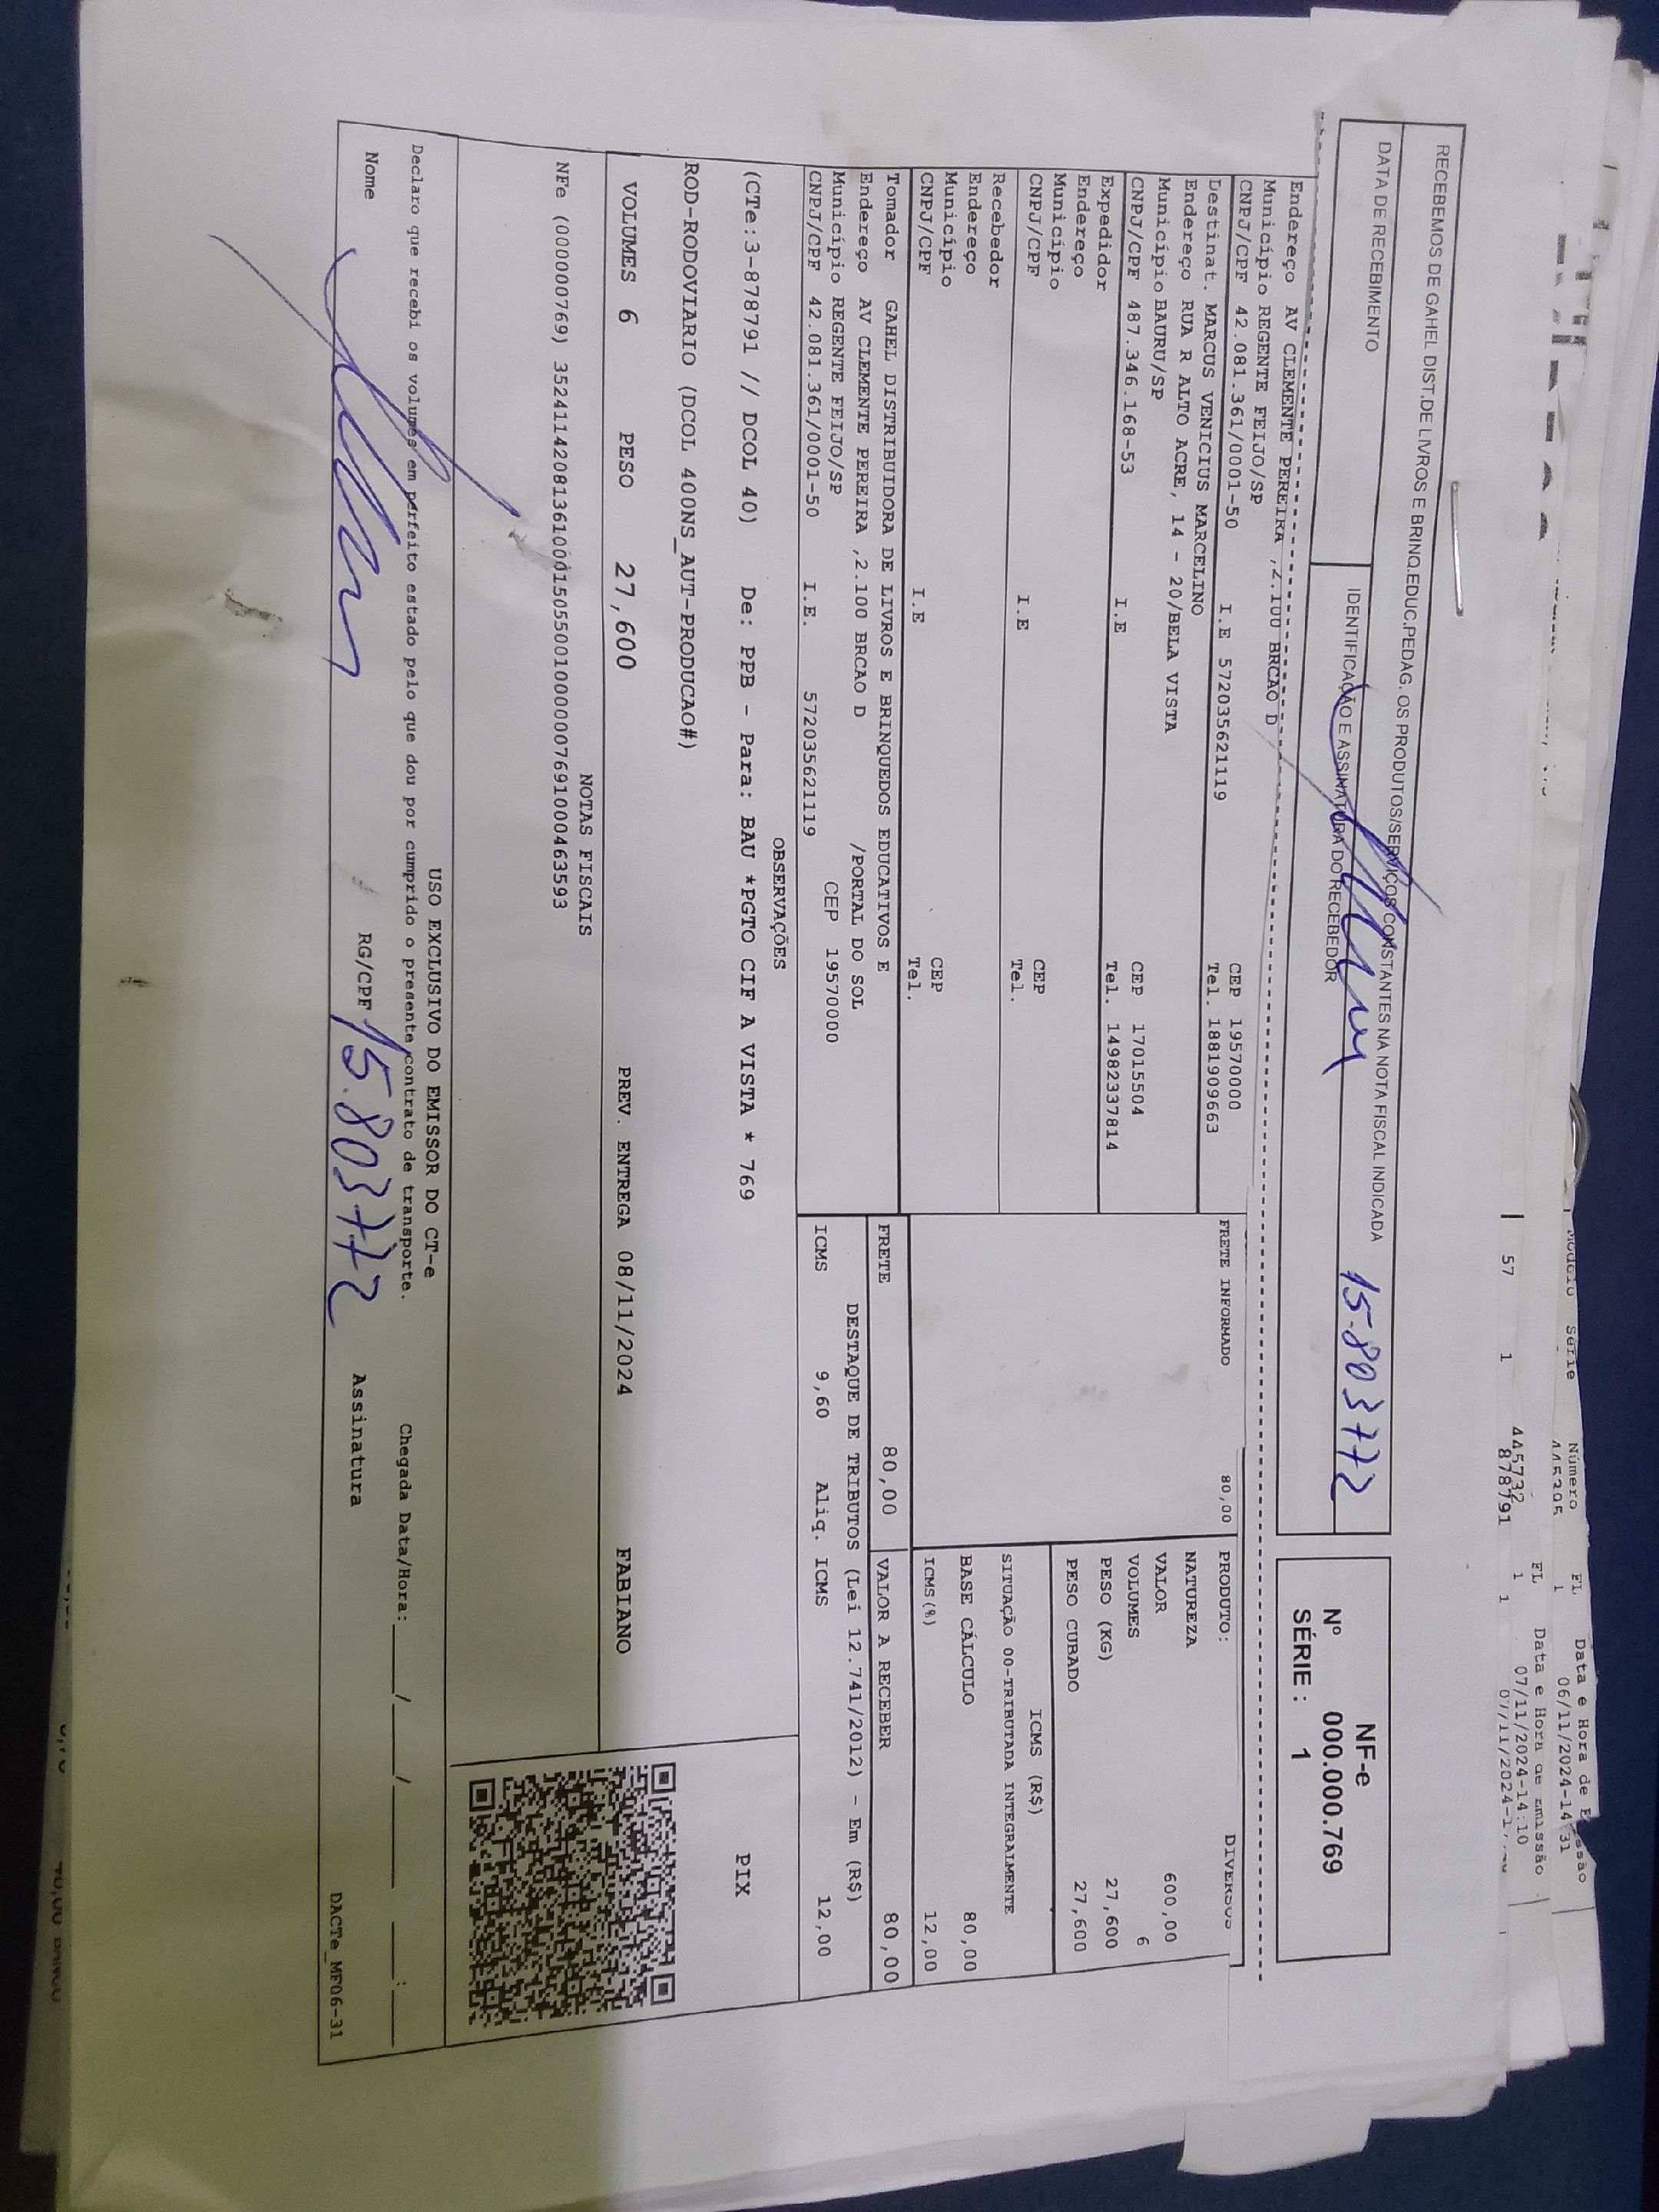 Modelo Série Número FL Data e Hora de
445305 1 06/11/2024-14:31
FL Data e Hora de Emissão
445732 1 07/11/2024-14:10
57 1 878791 1
RECEBEMOS DE GAHEL DIST.DE LIVROS E BRINQ.EDUC.PEDAG. OS PRODUTOS/SERVIÇOS CONSTANTES NA NOTA FISCAL INDICADA
DATA DE RECEBIMENTO
IDENTIFICAÇÃO E ASSINATURA DO RECEBEDOR
15.803772
NF-e
Nº 000.000.769
SÉRIE: 1
Endereço AV CLEMENTE PEREIRA ,2.100 BRCAO D
Município REGENTE FEIJO/SP CEP 19570000
CNPJ/CPF 42.081.361/0001-50 I.E 572035621119 Tel. 1881909663
Destinat. MARCUS VENICIUS MARCELINO
Endereço RUA R ALTO ACRE, 14 - 20/BELA VISTA
Município BAURU/SP CEP 17015504
CNPJ/CPF 487.346.168-53 I.E Tel. 14982337814
Expedidor
Endereço
Município CEP
CNPJ/CPF I.E Tel.
Recebedor
Endereço
Município CEP
CNPJ/CPF I.E Tel.
Tomador GAHEL DISTRIBUIDORA DE LIVROS E BRINQUEDOS EDUCATIVOS E
Endereço AV CLEMENTE PEREIRA ,2.100 BRCAO D /PORTAL DO SOL
Município REGENTE FEIJO/SP CEP 19570000
CNPJ/CPF 42.081.361/0001-50 I.E. 572035621119
FRETE INFORMADO 80,00
PRODUTO: DIVERSOS
NATUREZA
VALOR 600,00
VOLUMES 6
PESO (KG) 27,600
PESO CUBADO 27,600
ICMS (R$)
SITUAÇÃO 00-TRIBUTADA INTEGRALMENTE
BASE CÁLCULO 80,00
ICMS(%) 12,00
FRETE 80,00 VALOR A RECEBER 80,00
DESTAQUE DE TRIBUTOS (Lei 12.741/2012) - Em (R$)
ICMS 9,60 Aliq. ICMS 12,00
OBSERVAÇÕES
(CTe:3-878791 // DCOL 40) De: PPB - Para: BAU *PGTO CIF A VISTA * 769
ROD-RODOVIARIO (DCOL 400NS_AUT-PRODUCAO#)
PIX
VOLUMES 6 PESO 27,600 PREV. ENTREGA 08/11/2024 FABIANO
NOTAS FISCAIS
NFe (000000769) 35241142081361000150550010000007691000463593
USO EXCLUSIVO DO EMISSOR DO CT-e
Declaro que recebi os volumes em perfeito estado pelo que dou por cumprido o presente contrato de transporte. Chegada Data/Hora: ____/____/____ ____:____
Nome RG/CPF 15.803772 Assinatura
DACTe_MF06-31